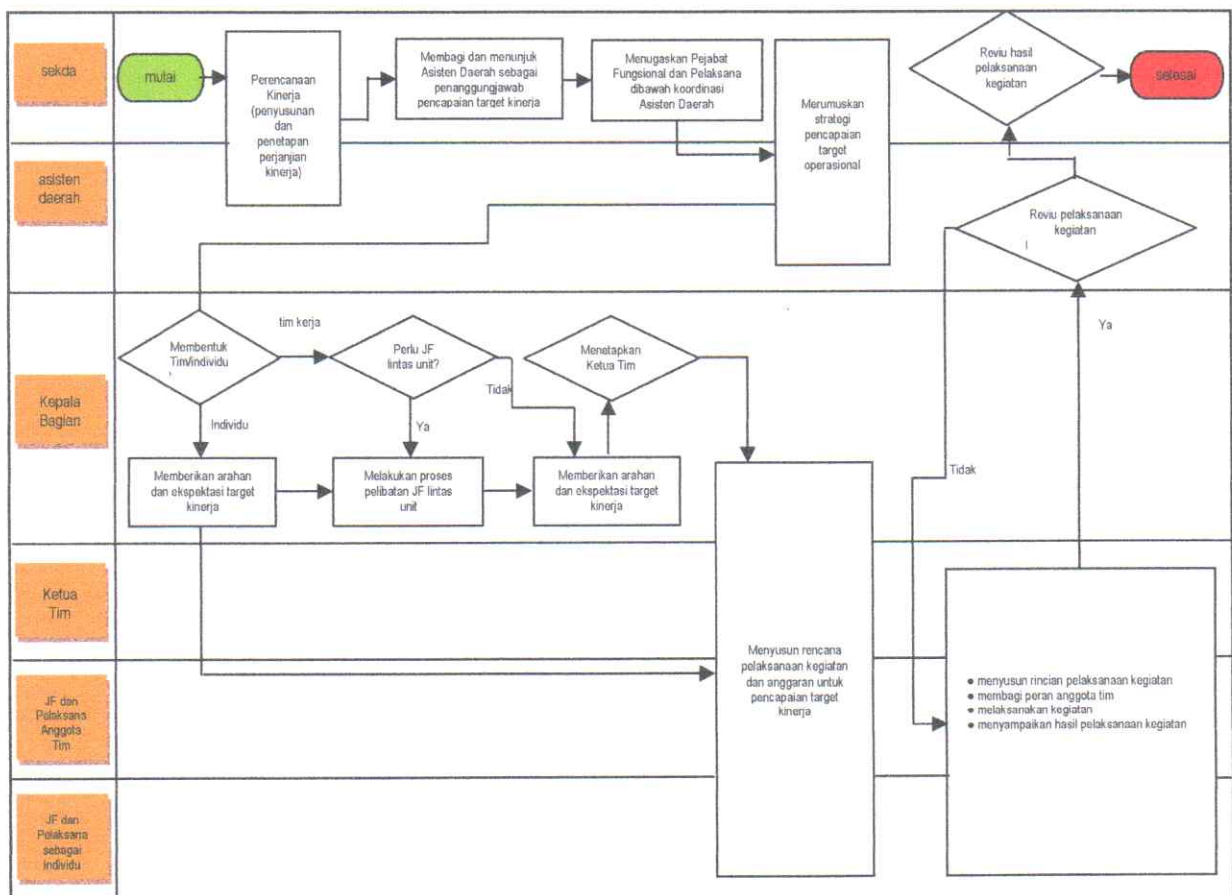 sekda
mulai
Perencanaan
Kinerja
(penyusunan
dan
penetapan
perjanjian
kinerja)
Membagi dan menunjuk
Asisten Daerah sebagai
penanggungjawab
pencapaian target kinerja
Menugaskan Pejabat
Fungsional dan Pelaksana
dibawah koordinasi
Asisten Daerah
Merumuskan
strategi
pencapaian
target
operasional
Reviu hasil
pelaksanaan
kegiatan
selesai
asisten
daerah
Reviu pelaksanaan
kegiatan
Kepala
Bagian
Membentuk
Tim/individu
tim kerja
Perlu JF
lintas unit?
Tidak
Menetapkan
Ketua Tim
Ya
Individu
Ya
Tidak
Memberikan arahan
dan ekspektasi target
kinerja
Melakukan proses
pelibatan JF lintas
unit
Memberikan arahan
dan ekspektasi target
kinerja
Ketua
Tim
JF dan
Pelaksana
Anggota
Tim
Menyusun rencana
pelaksanaan kegiatan
dan anggaran untuk
pencapaian target
kinerja
• menyusun rincian pelaksanaan kegiatan
• membagi peran anggota tim
• melaksanakan kegiatan
• menyampaikan hasil pelaksanaan kegiatan
JF dan
Pelaksana
sebagai
Individu